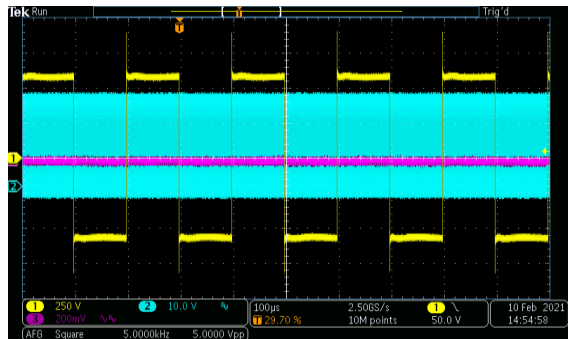 Tek Run Trig'd
T
T
1
2
1 250 V 2 10.0 V
3 200mV
100µs 2.50GS/s 1 \
T 29.70 % 10M points 50.0 V
10 Feb 2021
14:54:58
AFG Square 5.0000kHz 5.0000 Vpp